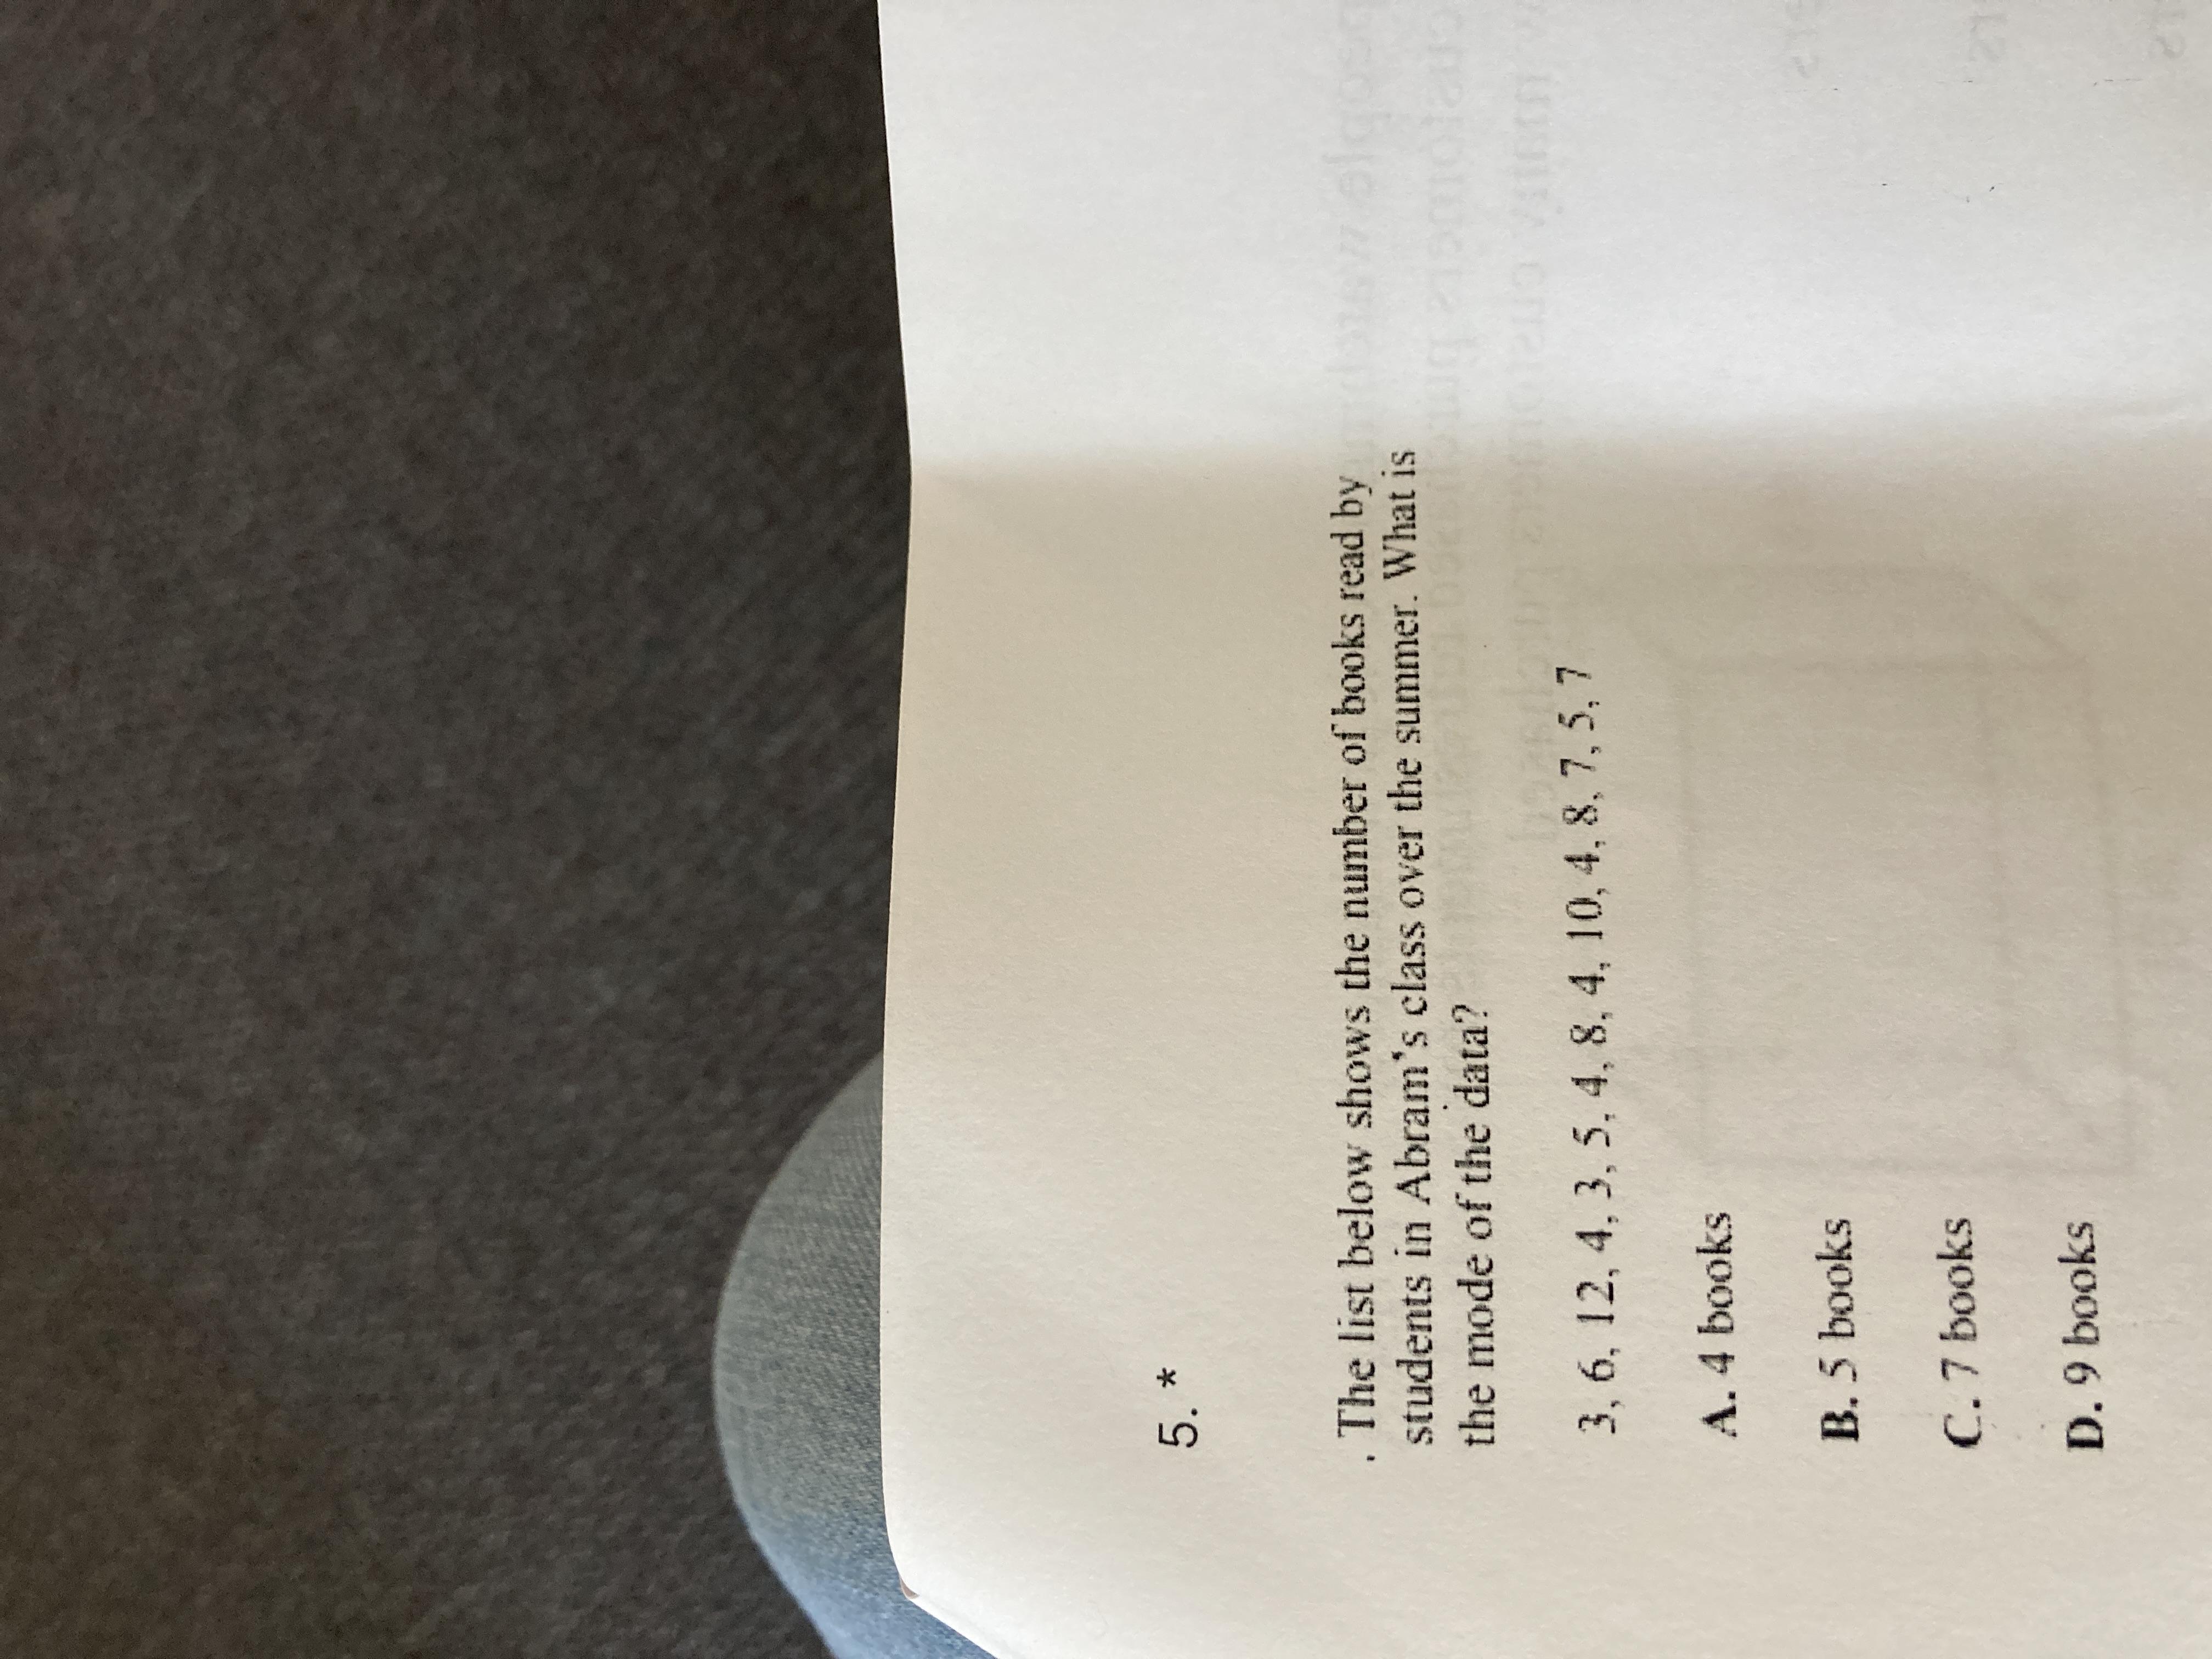 5. *
. The list below shows the number of books read by
students in Abram's class over the summer. What is
the mode of the data?
3, 6, 12, 4, 3, 5, 4, 8, 4, 10, 4, 8, 7, 5, 7
A. 4 books
B. 5 books
C. 7 books
D. 9 books